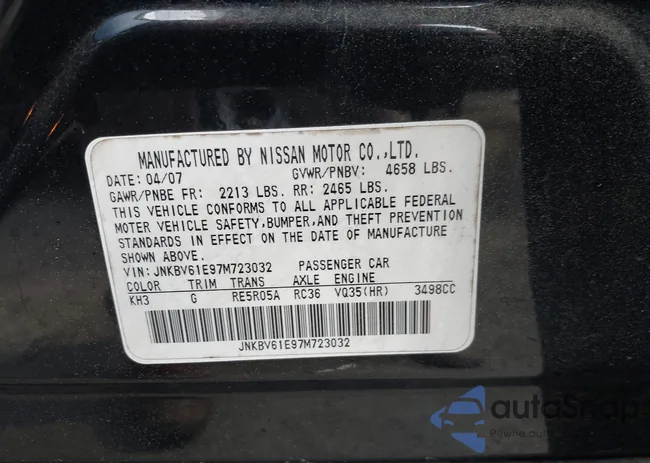 MANUFACTURED BY NISSAN MOTOR CO.,LTD.
DATE: 04/07 GVWR/PNBV: 4658 LBS.
GAWR/PNBE FR: 2213 LBS. RR: 2465 LBS.
THIS VEHICLE CONFORMS TO ALL APPLICABLE FEDERAL
MOTOR VEHICLE SAFETY, BUMPER, AND THEFT PREVENTION
STANDARDS IN EFFECT ON THE DATE OF MANUFACTURE
SHOWN ABOVE.
VIN: JNKBV61E97M723032 PASSENGER CAR
COLOR TRIM TRANS AXLE ENGINE
KH3 G RE5R05A RC36 VQ35(HR) 3498CC
JNKBV61E97M723032
autoSnap